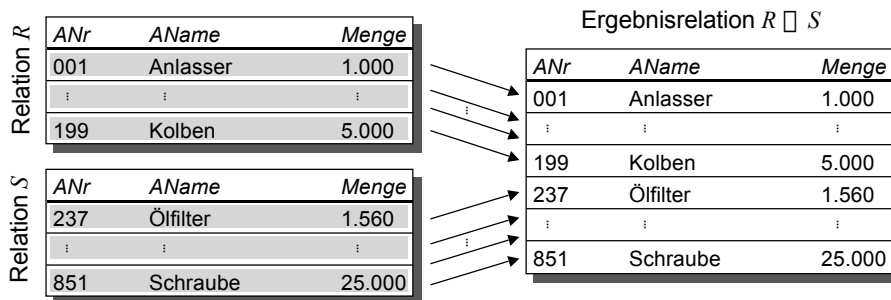 Relation R
ANr AName Menge
001 Anlasser 1.000
⋮ ⋮ ⋮
199 Kolben 5.000
⋮
Relation S
ANr AName Menge
237 Ölfilter 1.560
⋮ ⋮ ⋮
851 Schraube 25.000
⋮
Ergebnisrelation R ▯ S
ANr AName Menge
001 Anlasser 1.000
⋮ ⋮ ⋮
199 Kolben 5.000
237 Ölfilter 1.560
⋮ ⋮ ⋮
851 Schraube 25.000